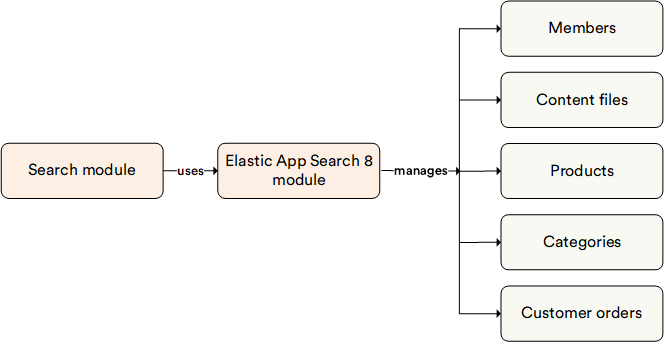 Search module
uses
Elastic App Search 8
module
manages
Members
Content files
Products
Categories
Customer orders